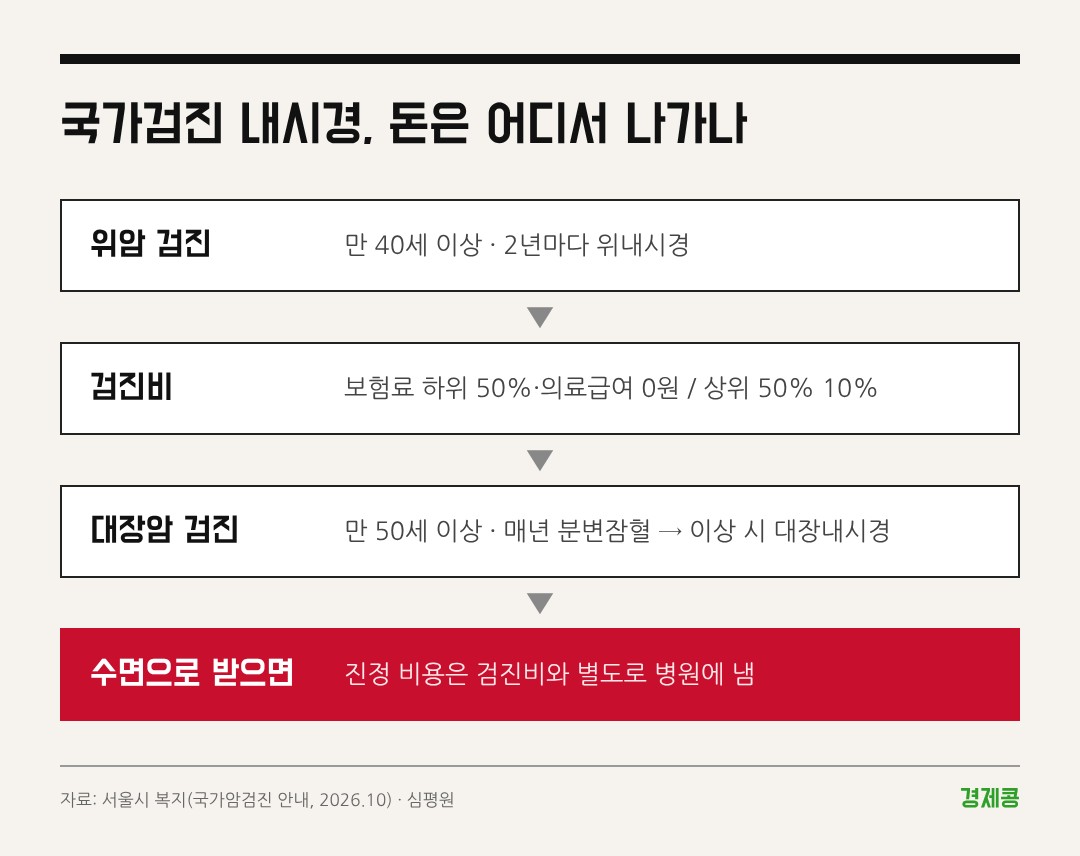 국가검진 내시경, 돈은 어디서 나가나
위암 검진 만 40세 이상 · 2년마다 위내시경
검진비 보험료 하위 50%·의료급여 0원 / 상위 50% 10%
대장암 검진 만 50세 이상 · 매년 분변잠혈 → 이상 시 대장내시경
수면으로 받으면 진정 비용은 검진비와 별도로 병원에 냄
자료: 서울시 복지(국가암검진 안내, 2026.10) · 심평원
경제콩